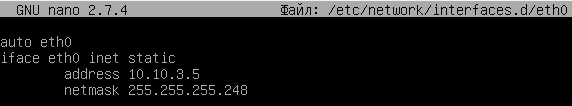 GNU nano 2.7.4 Файл: /etc/network/interfaces.d/eth0
auto eth0
iface eth0 inet static
address 10.10.3.5
netmask 255.255.255.248